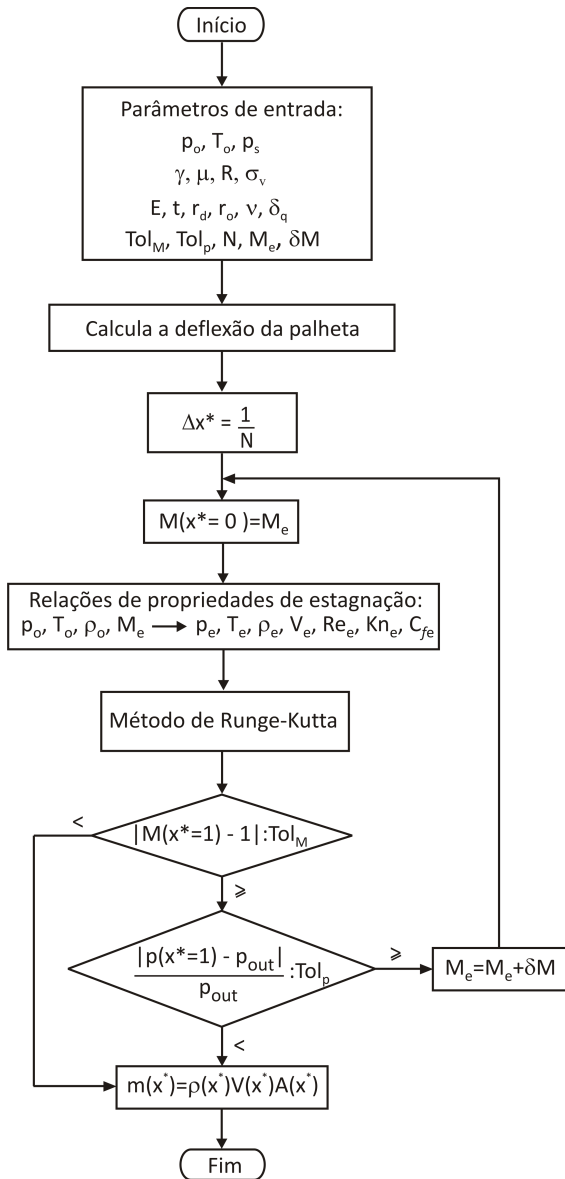 Início
Parâmetros de entrada:
pₒ, Tₒ, pₛ
γ, μ, R, σᵥ
E, t, r_d, rₒ, ν, δ_q
Tol_M, Tol_p, N, Mₑ, δM
Calcula a deflexão da palheta
Δx* = 1/N
M(x*= 0 )=Mₑ
Relações de propriedades de estagnação:
pₒ, Tₒ, ρₒ, Mₑ → pₑ, Tₑ, ρₑ, Vₑ, Reₑ, Knₑ, C_fe
Método de Runge-Kutta
<
|M(x*=1) - 1|:Tol_M
⩾
|p(x*=1) - p_out|
⩾
:Tol_p
p_out
Mₑ=Mₑ+δM
<
m(x*)=ρ(x*)V(x*)A(x*)
Fim